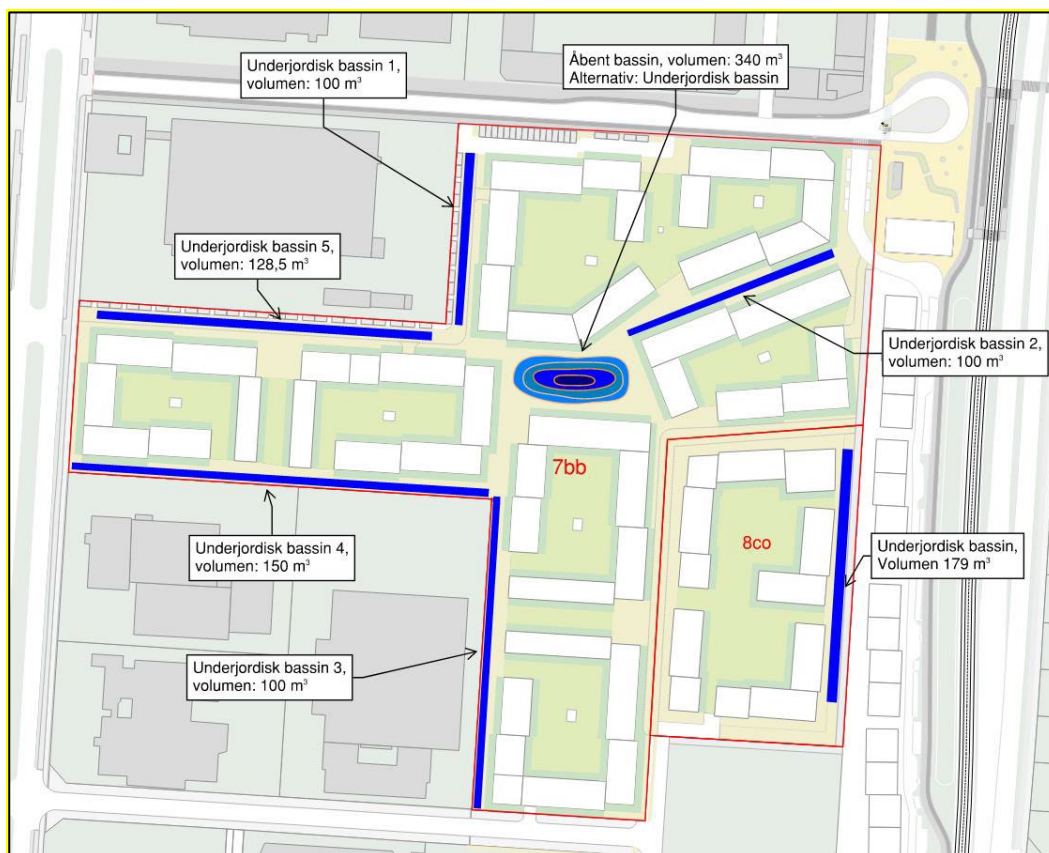 Underjordisk bassin 1,
volumen: 100 m³
Åbent bassin, volumen: 340 m³
Alternativ: Underjordisk bassin
Underjordisk bassin 5,
volumen: 128,5 m³
Underjordisk bassin 2,
volumen: 100 m³
7bb
8co
Underjordisk bassin,
Volumen 179 m³
Underjordisk bassin 4,
volumen: 150 m³
Underjordisk bassin 3,
volumen: 100 m³